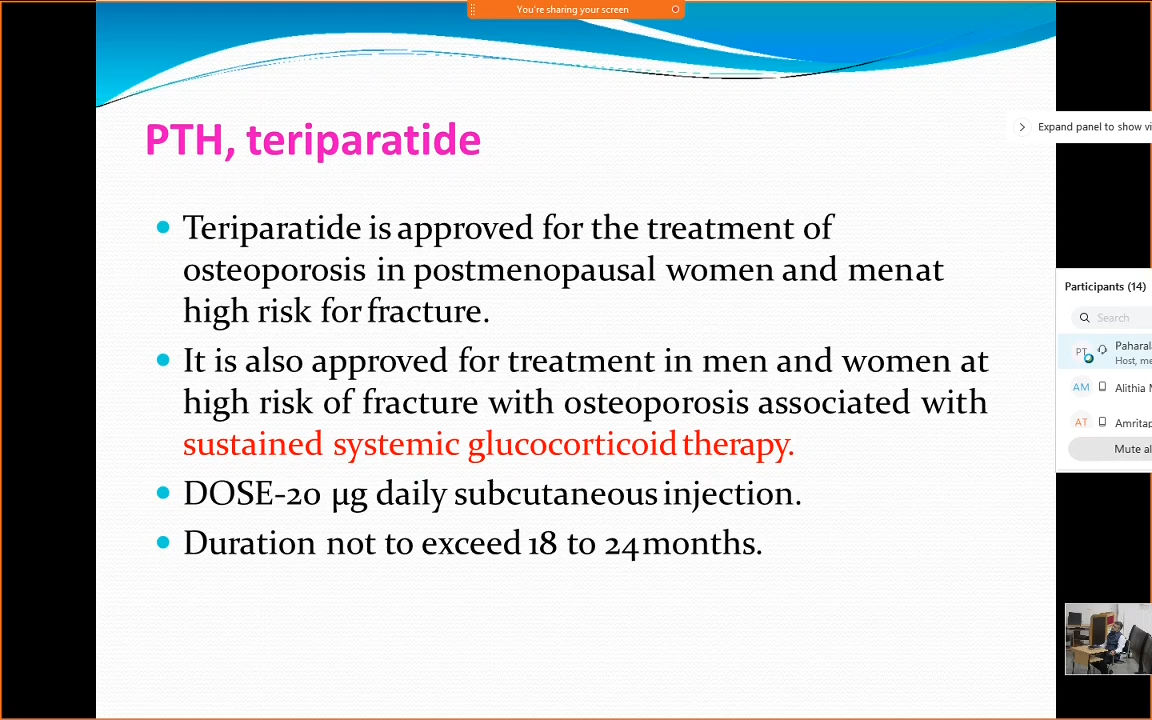 You're sharing your screen
PTH, teriparatide
Expand panel to show vi
Teriparatide is approved for the treatment of
osteoporosis in postmenopausal women and men at
high risk for fracture.
Participants (14)
Search
It is also approved for treatment in men and women at
high risk of fracture with osteoporosis associated with
sustained systemic glucocorticoid therapy.
PT
Paharal
Host, me
AM
Alithia M
AT
Amritap
Mute al
DOSE-20 µg daily subcutaneous injection.
Duration not to exceed 18 to 24 months.